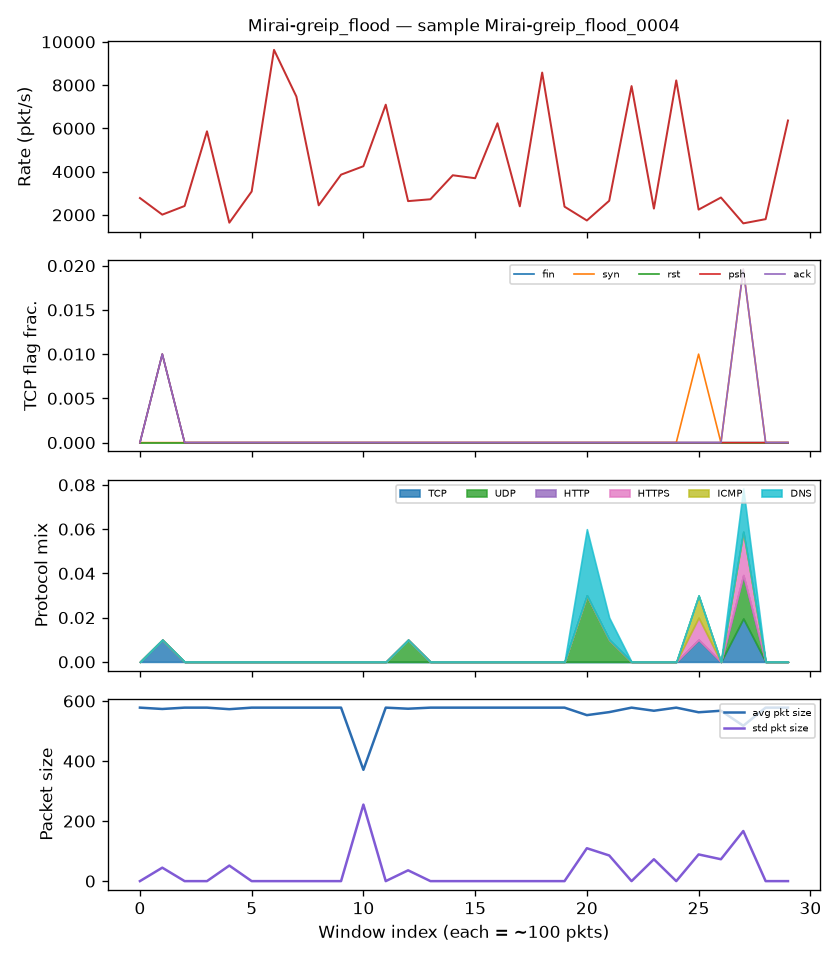 Mirai-greip_flood — sample Mirai-greip_flood_0004
10000
8000
6000
4000
2000
Rate (pkt/s)
fin syn rst psh ack
0.020
0.015
0.010
0.005
0.000
TCP flag frac.
TCP UDP HTTP HTTPS ICMP DNS
0.08
0.06
0.04
0.02
0.00
Protocol mix
avg pkt size
std pkt size
600
400
200
0
Packet size
0 5 10 15 20 25 30
Window index (each = ~100 pkts)